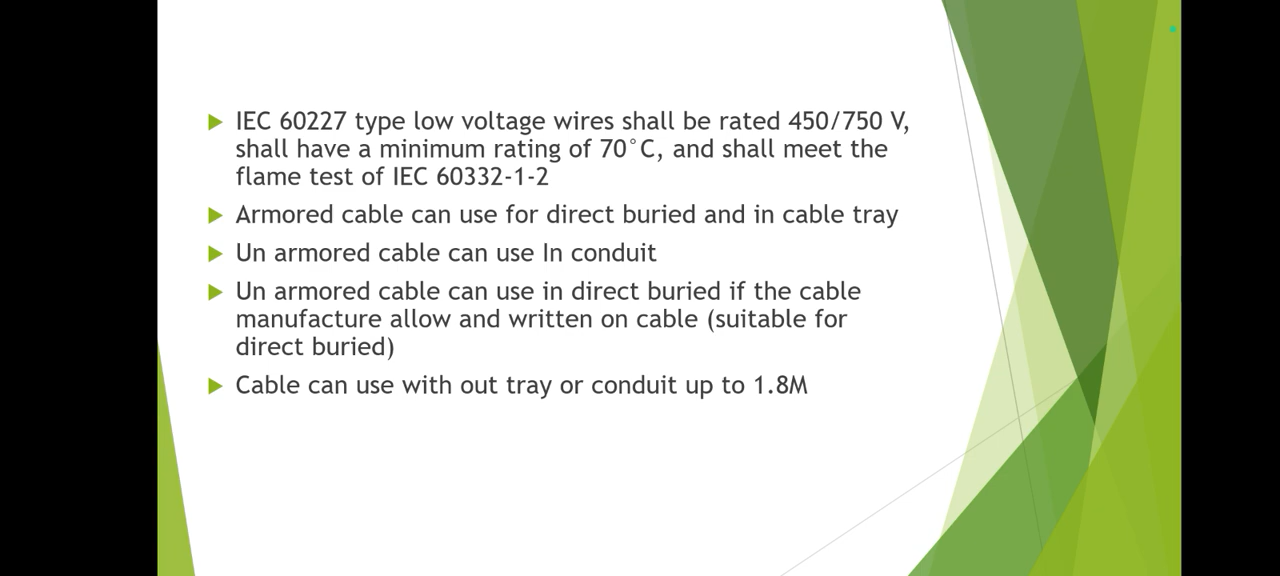 IEC 60227 type low voltage wires shall be rated 450/750 V,
shall have a minimum rating of 70°C, and shall meet the
flame test of IEC 60332-1-2
Armored cable can use for direct buried and in cable tray
Un armored cable can use In conduit
Un armored cable can use in direct buried if the cable
manufacture allow and written on cable (suitable for
direct buried)
Cable can use with out tray or conduit up to 1.8M